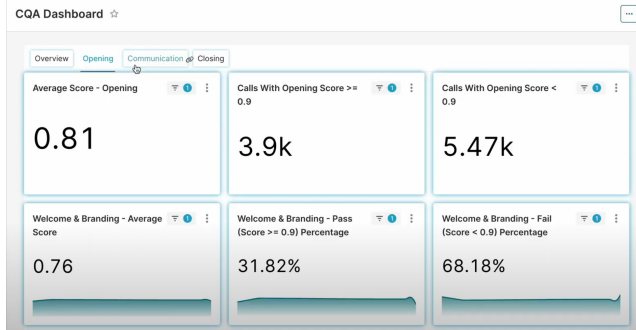 CQA Dashboard
Overview Opening Communication Closing
Average Score - Opening 1
Calls With Opening Score >= 1
0.9
Calls With Opening Score < 1
0.9
0.81
3.9k
5.47k
Welcome & Branding - Average 1
Score
Welcome & Branding - Pass 1
(Score >= 0.9) Percentage
Welcome & Branding - Fail 1
(Score < 0.9) Percentage
0.76
31.82%
68.18%